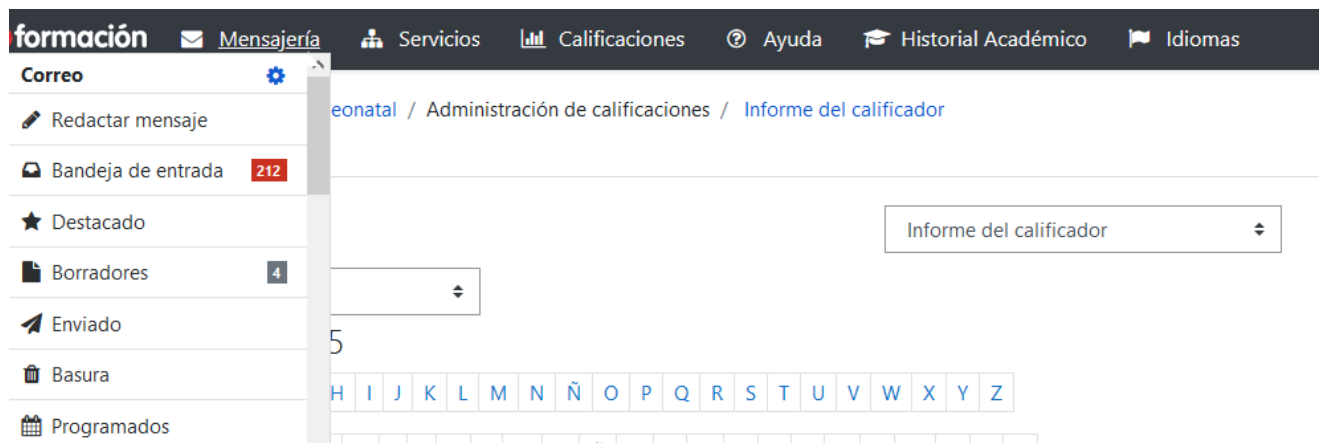 formación Mensajería Servicios Calificaciones Ayuda Historial Académico Idiomas
Correo
eonatal / Administración de calificaciones / Informe del calificador
Redactar mensaje
Bandeja de entrada 212
Destacado
Informe del calificador
Borradores 4
Enviado
5
Basura
H I J K L M N Ñ O P Q R S T U V W X Y Z
Programados